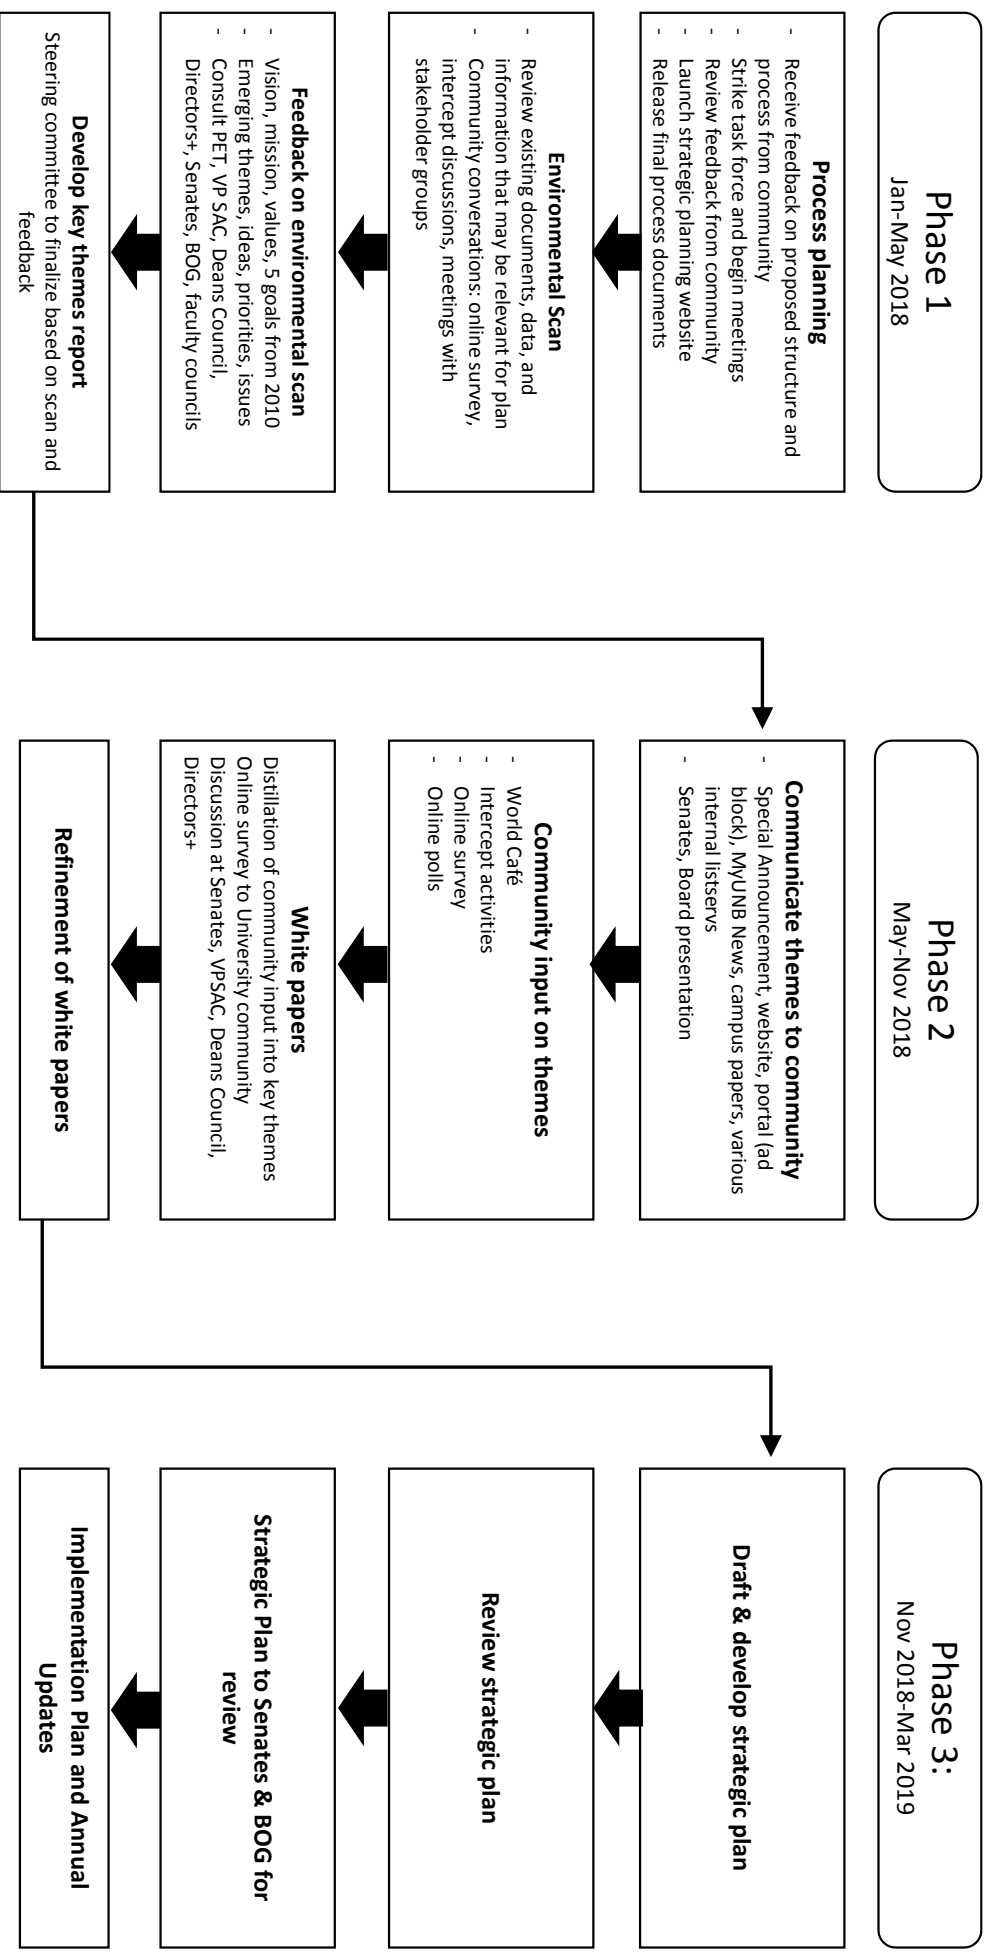 Phase 1
Jan-May 2018
Process planning
- Receive feedback on proposed structure and
process from community
- Strike task force and begin meetings
- Review feedback from community
- Launch strategic planning website
- Release final process documents
Environmental Scan
- Review existing documents, data, and
information that may be relevant for plan
- Community conversations: online survey,
intercept discussions, meetings with
stakeholder groups
Feedback on environmental scan
- Vision, mission, values, 5 goals from 2010
- Emerging themes, ideas, priorities, issues
- Consult PET, VP SAC, Deans Council,
Directors+, Senates, BOG, faculty councils
Develop key themes report
Steering committee to finalize based on scan and
feedback
Phase 2
May-Nov 2018
Communicate themes to community
- Special Announcement, website, portal (ad
block), MyUNB News, campus papers, various
internal listservs
- Senates, Board presentation
Community input on themes
- World Café
- Intercept activities
- Online survey
- Online polls
White papers
Distillation of community input into key themes
Online survey to University community
Discussion at Senates, VPSAC, Deans Council,
Directors+
Refinement of white papers
Phase 3:
Nov 2018-Mar 2019
Draft & develop strategic plan
Review strategic plan
Strategic Plan to Senates & BOG for
review
Implementation Plan and Annual
Updates